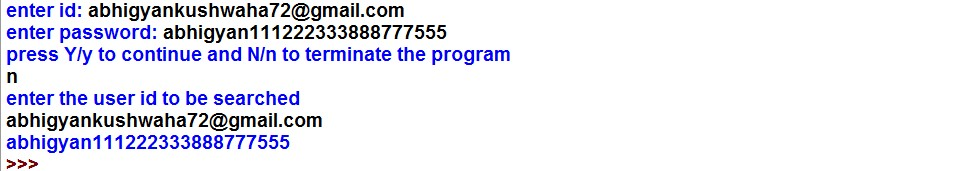 enter id: abhigyankushwaha72@gmail.com
enter password: abhigyan111222333888777555
press Y/y to continue and N/n to terminate the program
n
enter the user id to be searched
abhigyankushwaha72@gmail.com
abhigyan111222333888777555
>>>